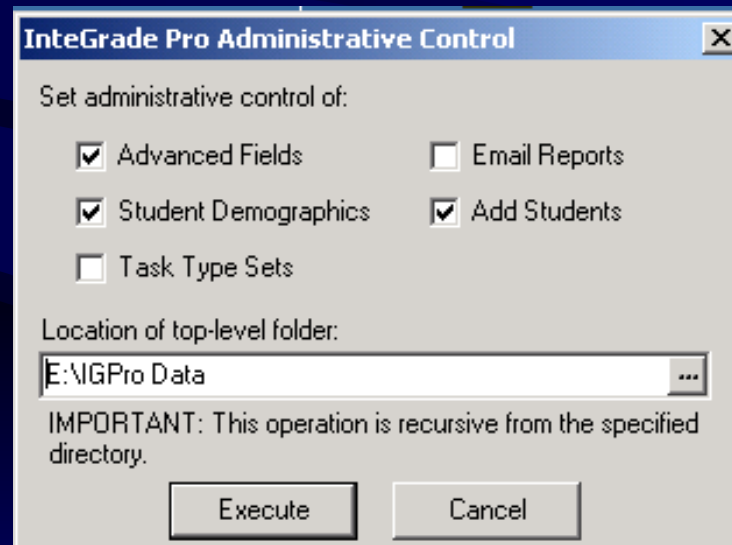 InteGrade Pro Administrative Control
Set administrative control of:
Advanced Fields
Email Reports
Student Demographics
Add Students
Task Type Sets
Location of top-level folder:
E:\IGPro Data
...
IMPORTANT: This operation is recursive from the specified
directory.
Execute
Cancel